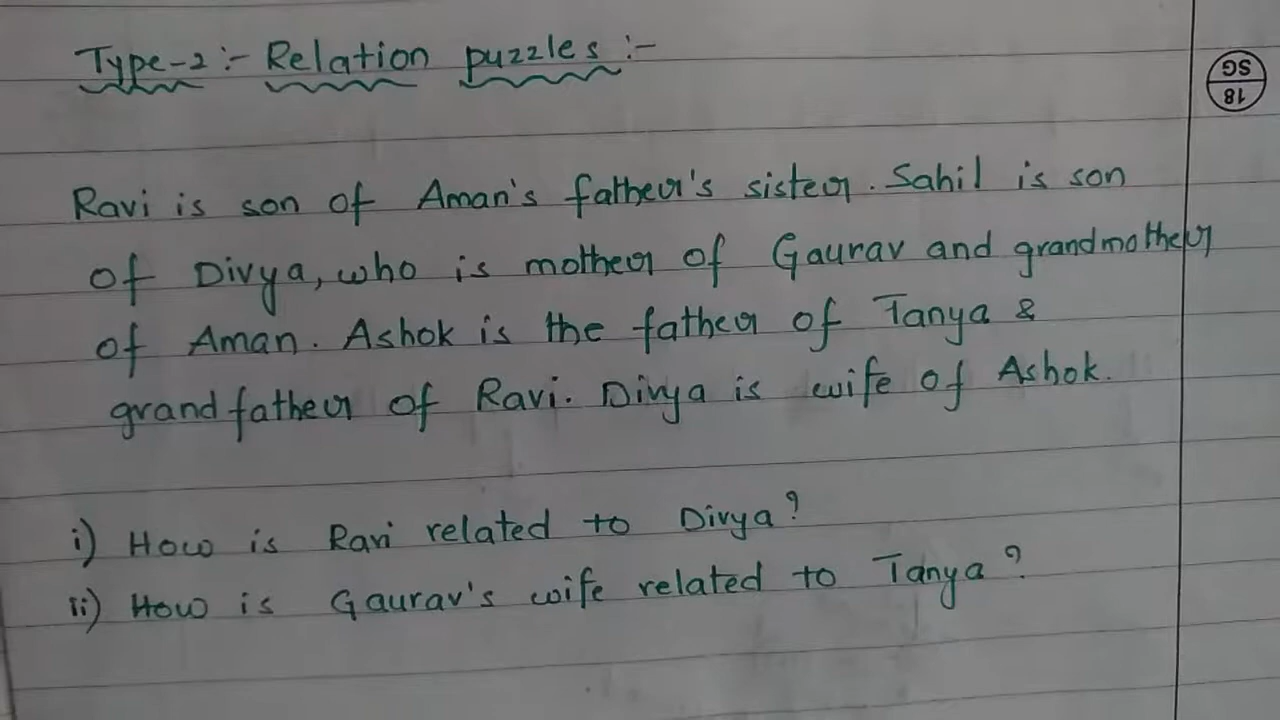 Type-2:- Relation puzzles:-
SG
18
Ravi is son of Aman's father's sister. Sahil is son
of Divya, who is mother of Gaurav and grandmother
of Aman. Ashok is the father of Tanya &
grandfather of Ravi. Divya is wife of Ashok.
i) How is Ravi related to Divya?
ii) How is Gaurav's wife related to Tanya?